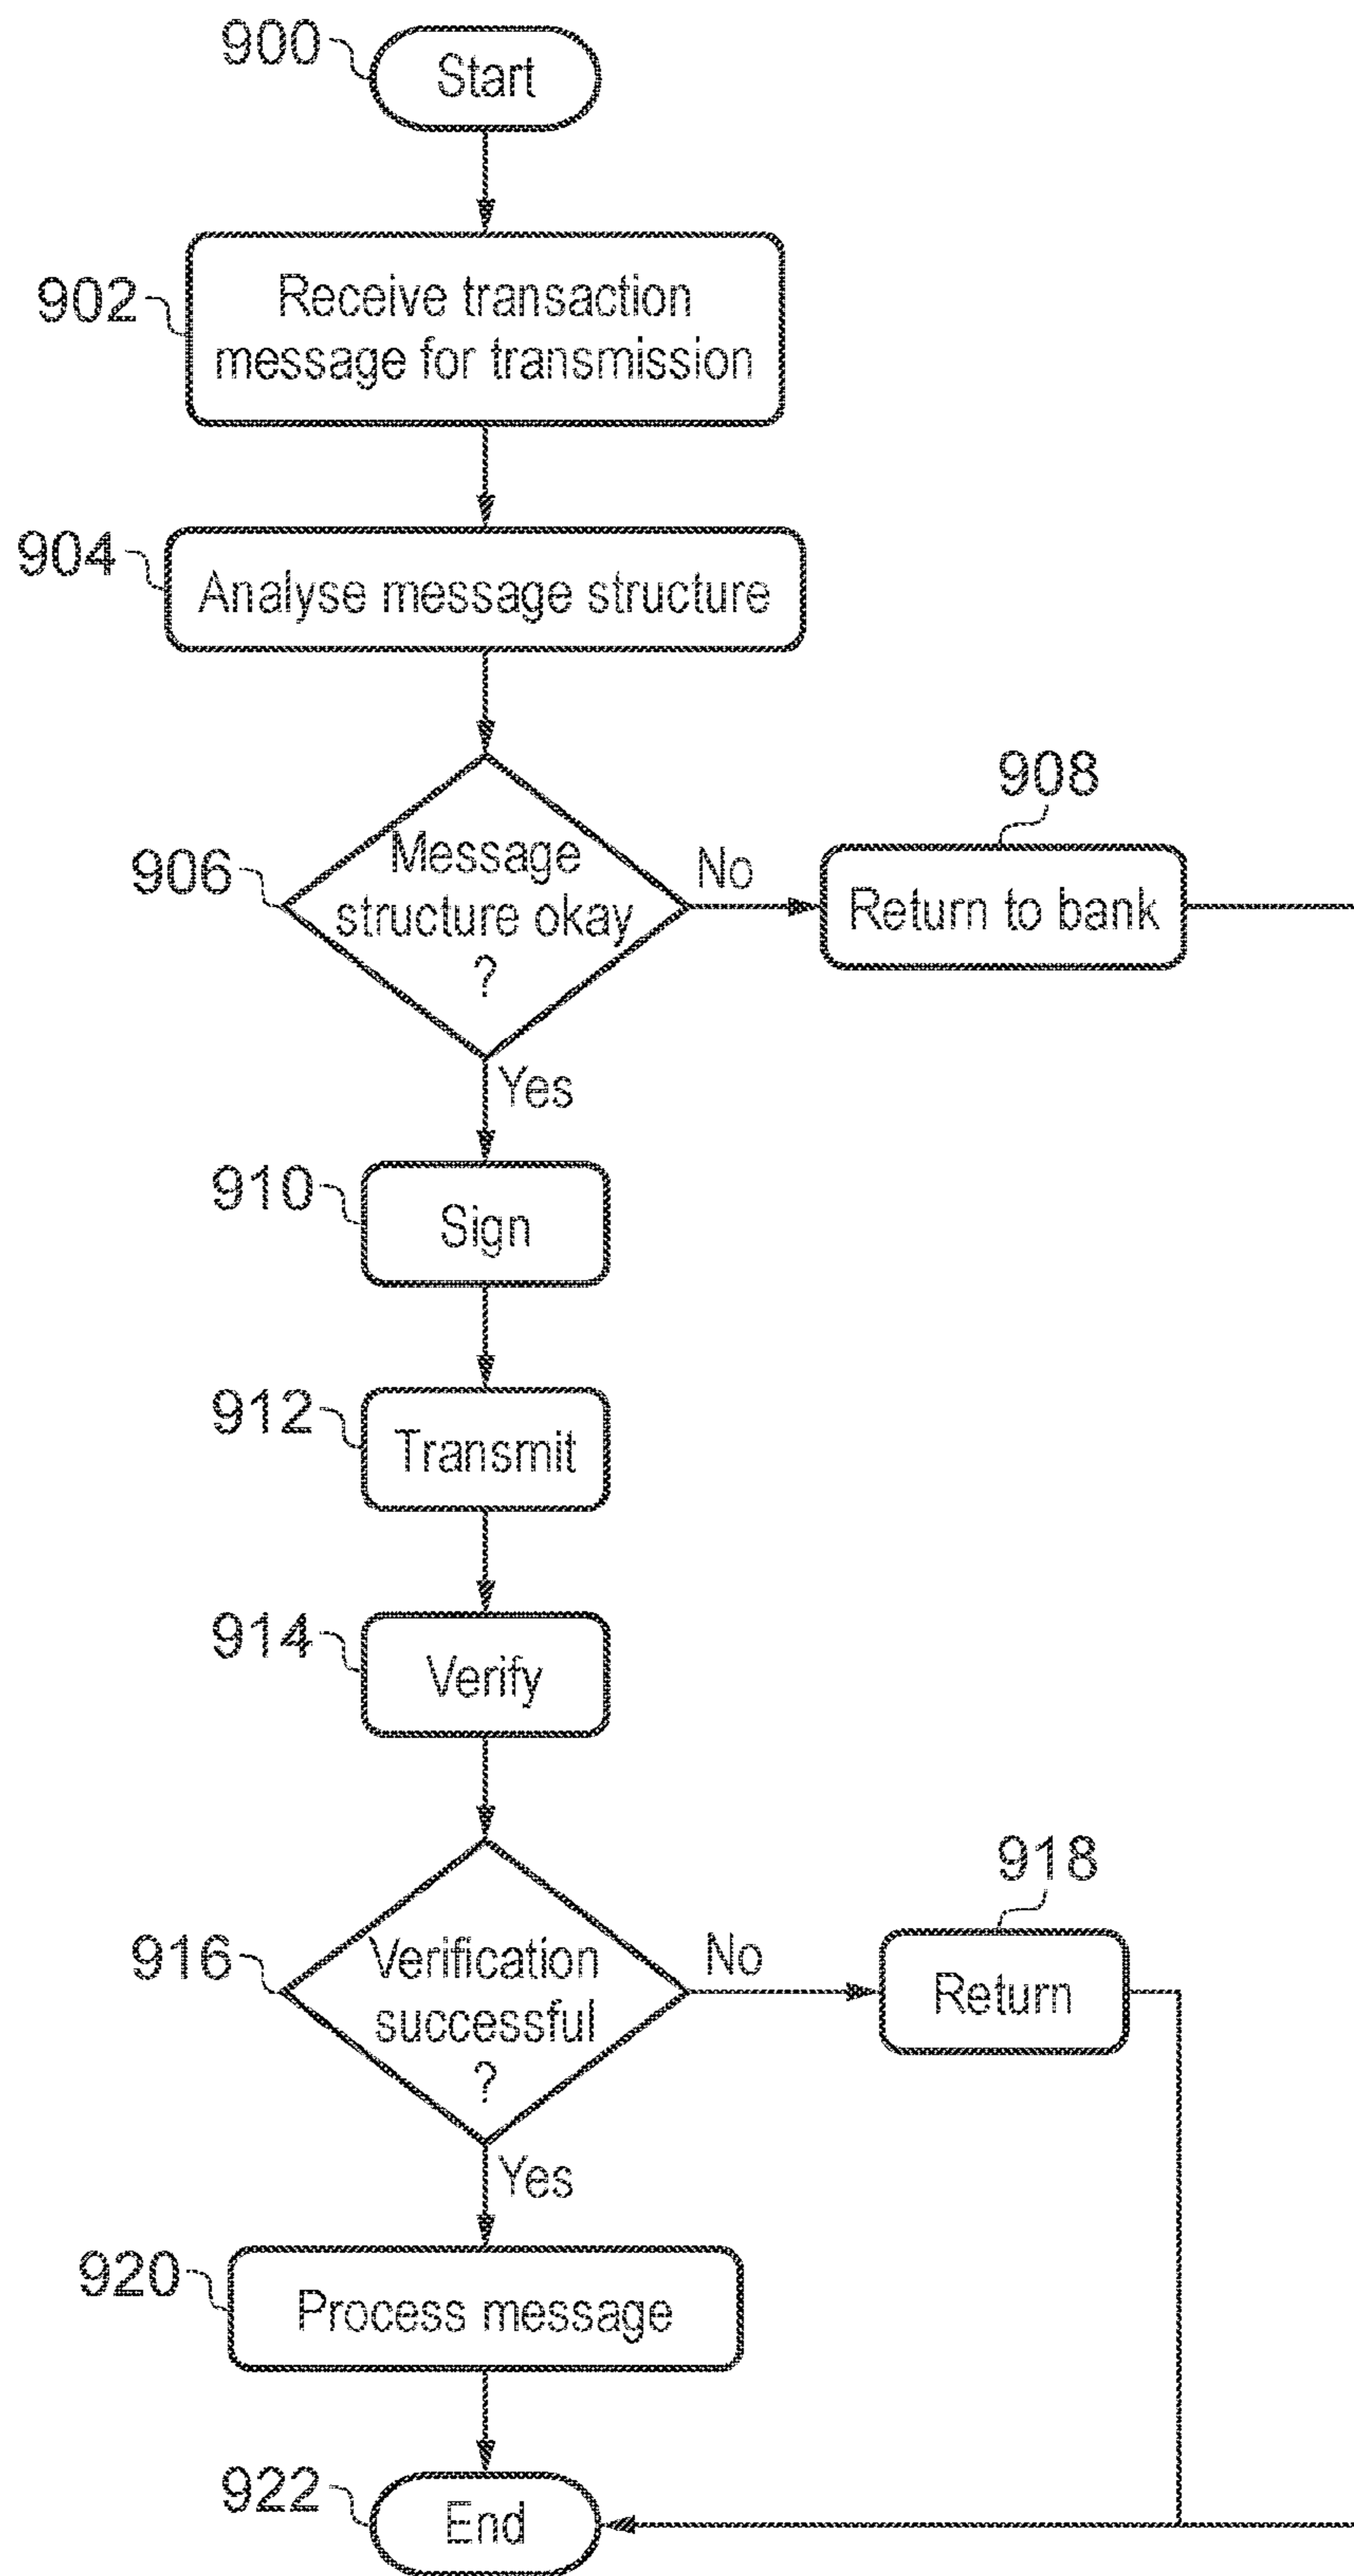 900
Start
902
Receive transaction
message for transmission
904
Analyse message structure
906
Message
structure okay
?
No
908
Return to bank
Yes
910
Sign
912
Transmit
914
Verify
916
Verification
successful
?
No
918
Return
Yes
920
Process message
922
End